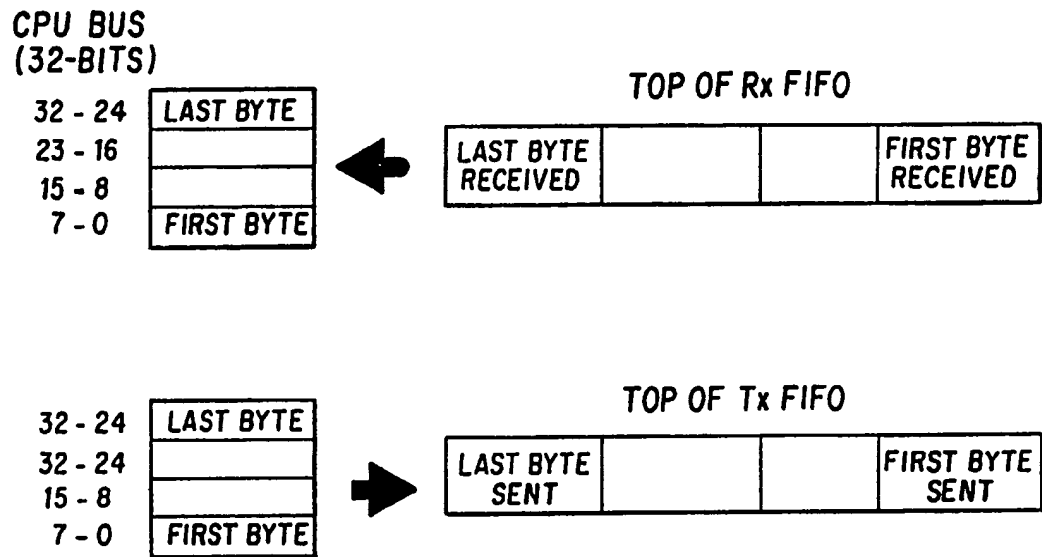 CPU BUS
(32-BITS)
TOP OF Rx FIFO
32 - 24 LAST BYTE
23 - 16
15 - 8
7 - 0 FIRST BYTE
LAST BYTE
RECEIVED
FIRST BYTE
RECEIVED
TOP OF Tx FIFO
32 - 24 LAST BYTE
32 - 24
15 - 8
7 - 0 FIRST BYTE
LAST BYTE
SENT
FIRST BYTE
SENT